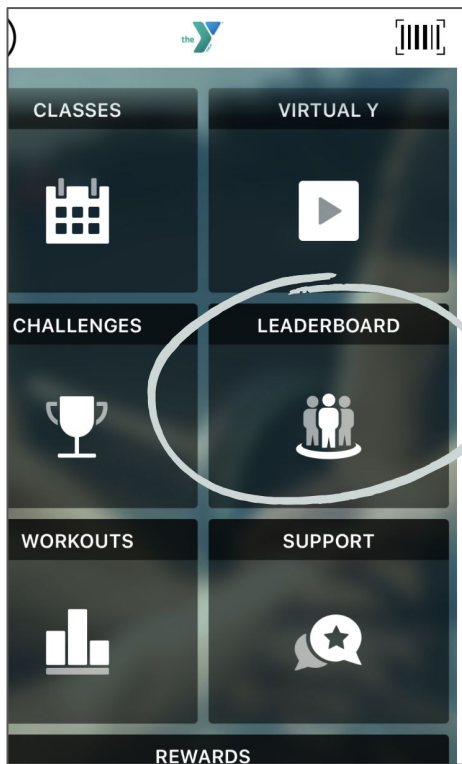 the Y
CLASSES
VIRTUAL Y
CHALLENGES
LEADERBOARD
WORKOUTS
SUPPORT
REWARDS